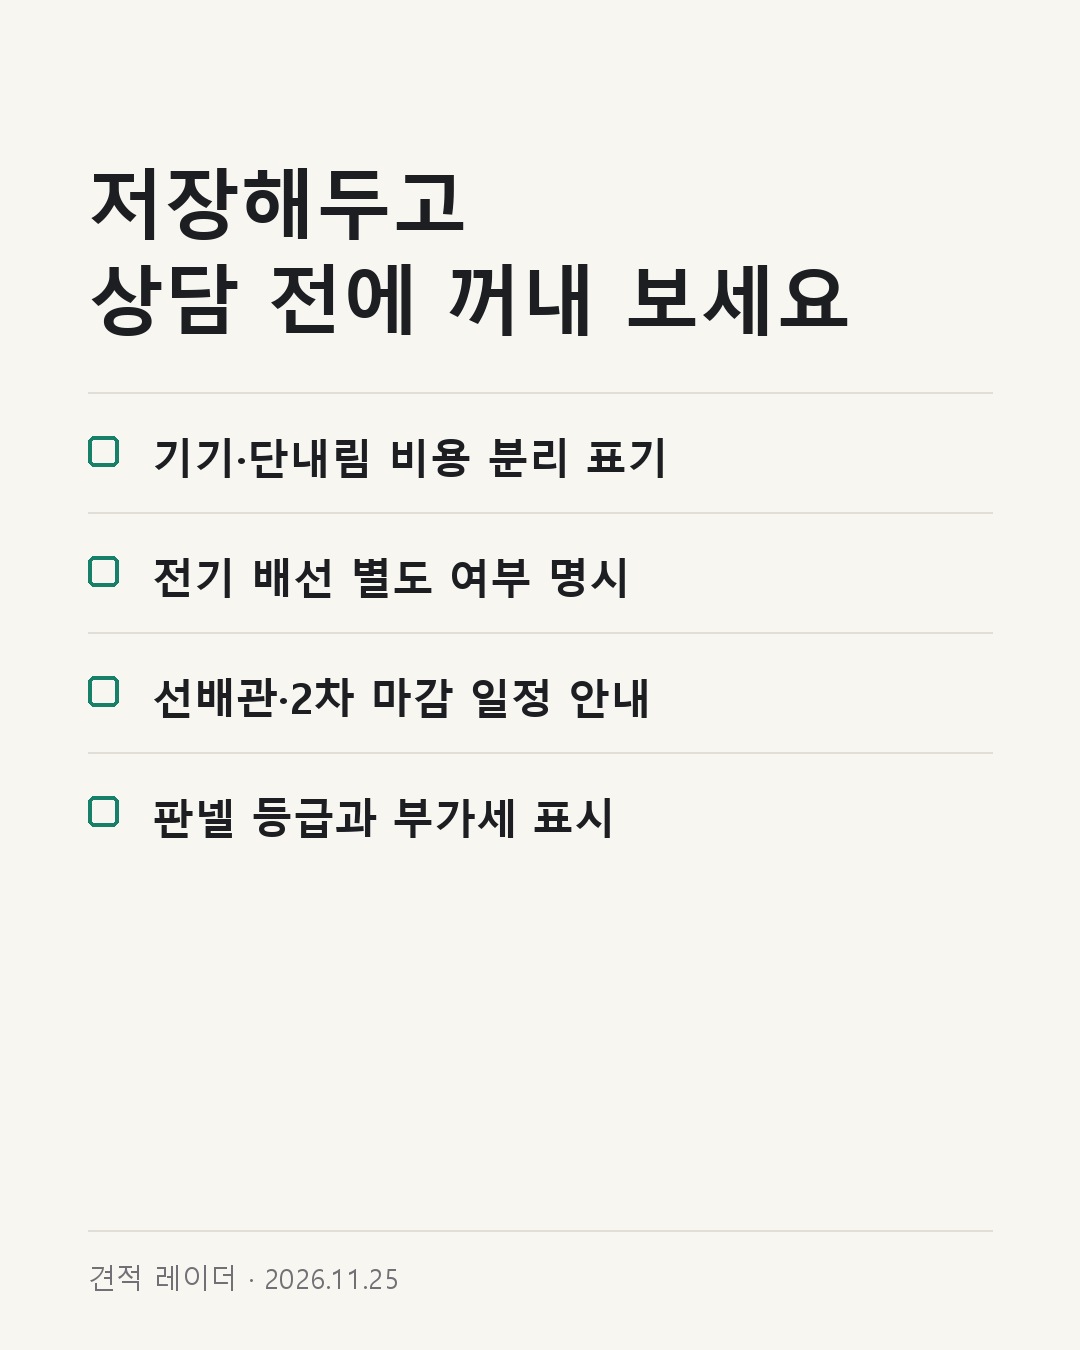 저장해두고
상담 전에 꺼내 보세요
기기·단내림 비용 분리 표기
전기 배선 별도 여부 명시
선배관·2차 마감 일정 안내
판넬 등급과 부가세 표시
견적 레이더 · 2026.11.25